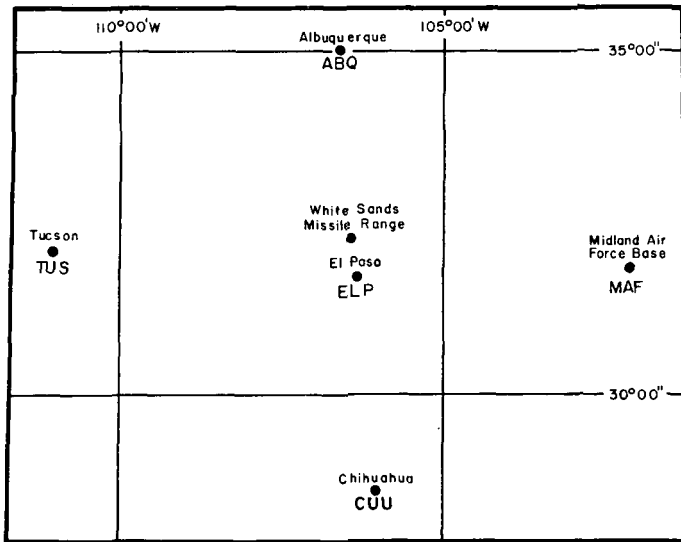 110°00'W
105°00'W
Albuquerque
35°00"
ABQ
White Sands
Missile Range
Tucson
TUS
Midland Air
Force Base
El Paso
ELP
MAF
30°00"
Chihuahua
CUU